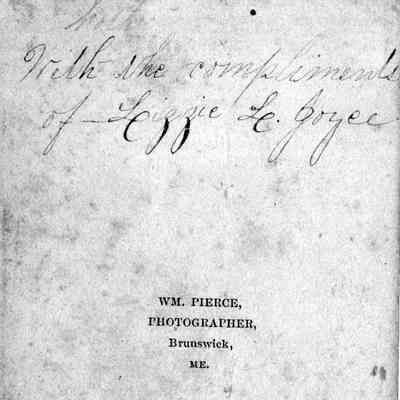 With the compliments
of Lizzie L. Joyce
WM. PIERCE,
PHOTOGRAPHER,
Brunswick,
ME.